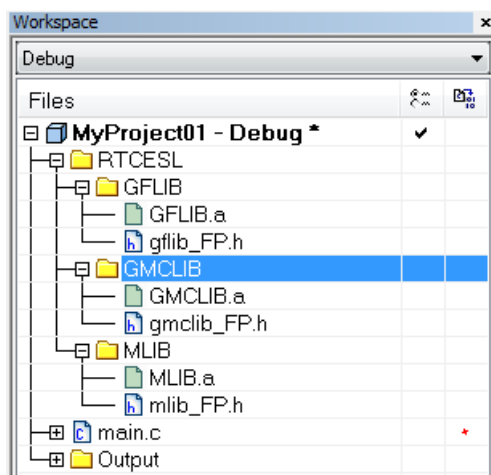 Workspace
Debug
Files
MyProject01 - Debug *
RTCESL
GFLIB
GFLIB.a
gflib_FP.h
GMCLIB
GMCLIB.a
gmclib_FP.h
MLIB
MLIB.a
mlib_FP.h
main.c
Output